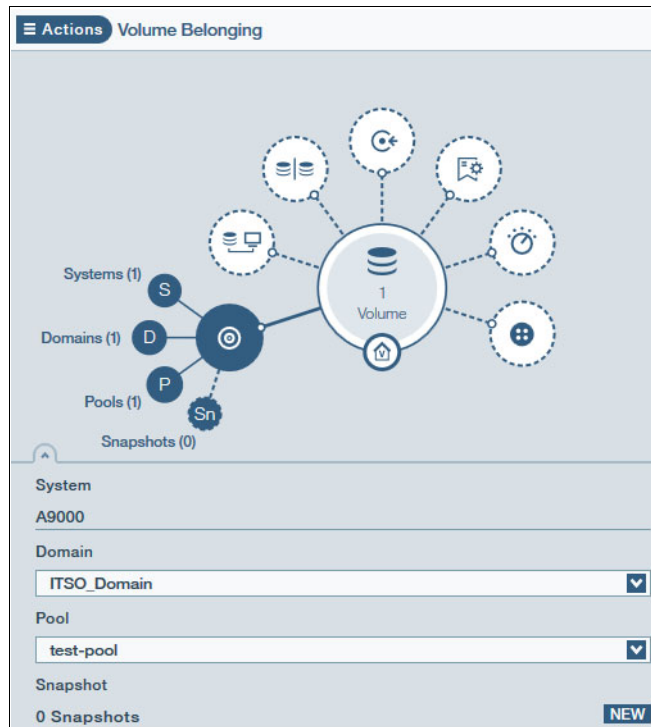 Actions Volume Belonging
Systems (1)
S
1
Volume
Domains (1)
D
V
P
Pools (1)
Sn
Snapshots (0)
System
A9000
Domain
ITSO_Domain
Pool
test-pool
Snapshot
0 Snapshots
NEW